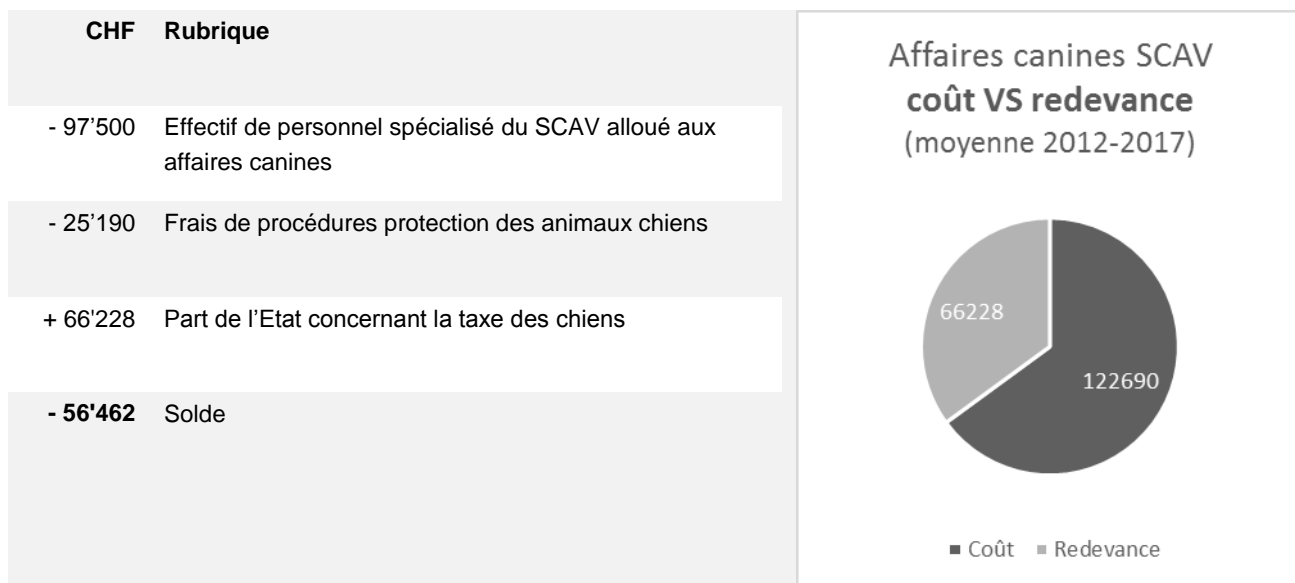 CHF Rubrique
- 97’500 Effectif de personnel spécialisé du SCAV alloué aux
affaires canines
- 25’190 Frais de procédures protection des animaux chiens
+ 66'228 Part de l’Etat concernant la taxe des chiens
- 56'462 Solde
Affaires canines SCAV
coût VS redevance
(moyenne 2012-2017)
66228
122690
Coût Redevance